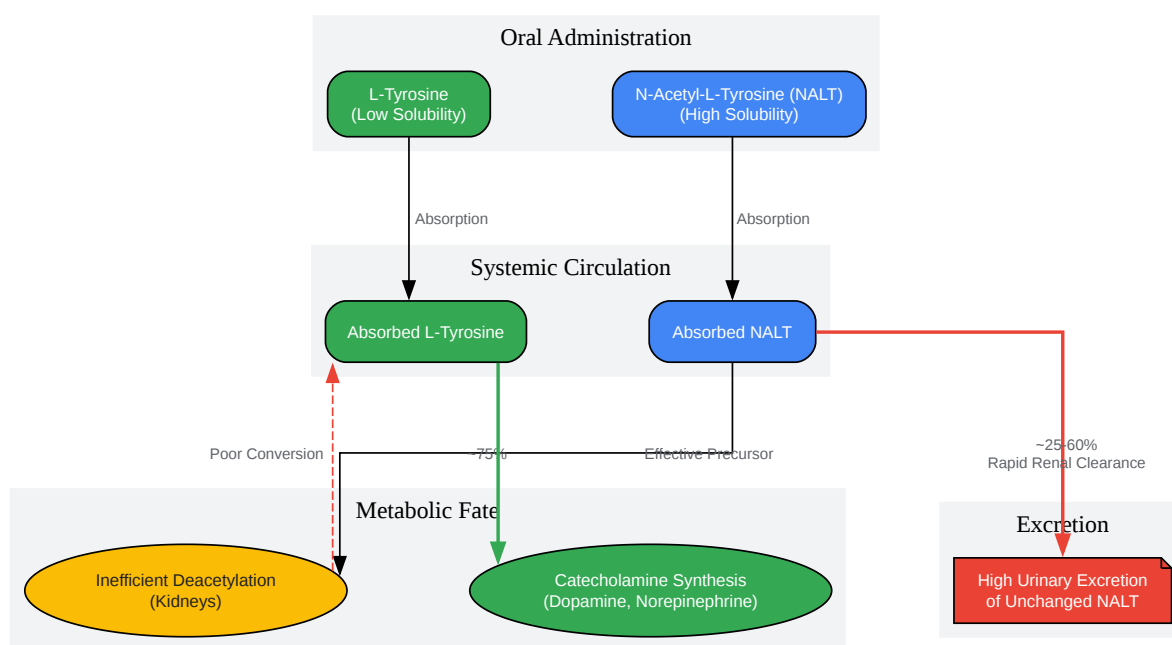 Oral Administration
L-Tyrosine
(Low Solubility)
N-Acetyl-L-Tyrosine (NALT)
(High Solubility)
Absorption
Absorption
Systemic Circulation
Absorbed L-Tyrosine
Absorbed NALT
Poor Conversion
~75%
Effective Precursor
~25-60%
Rapid Renal Clearance
Metabolic Fate
Excretion
Inefficient Deacetylation
(Kidneys)
Catecholamine Synthesis
(Dopamine, Norepinephrine)
High Urinary Excretion
of Unchanged NALT